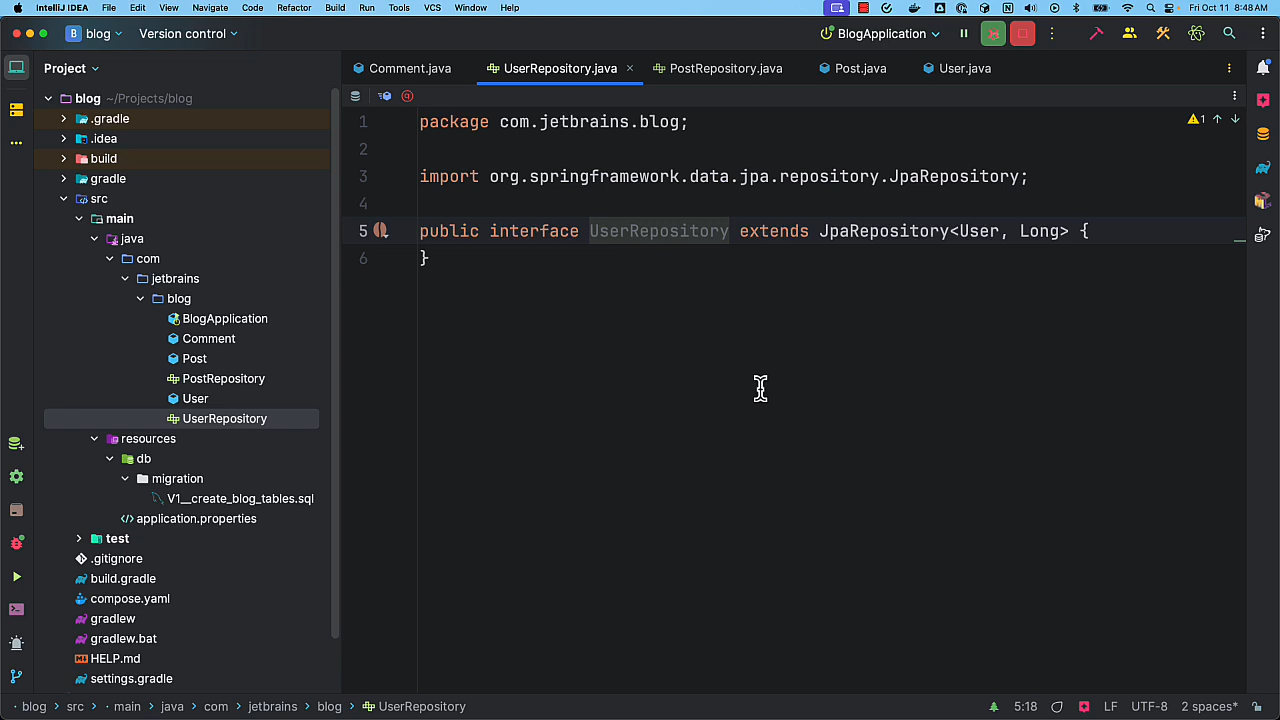 IntelliJ IDEA File Edit View Navigate Code Refactor Build Run Tools VCS Window Help Fri Oct 11 8:48 AM
B blog Version control BlogApplication
Project
Comment.java UserRepository.java PostRepository.java Post.java User.java
blog ~/Projects/blog
.gradle
.idea
build
gradle
src
main
java
com
jetbrains
blog
BlogApplication
Comment
Post
PostRepository
User
UserRepository
resources
db
migration
V1__create_blog_tables.sql
application.properties
test
.gitignore
build.gradle
compose.yaml
gradlew
gradlew.bat
HELP.md
settings.gradle
1 package com.jetbrains.blog;
2
3 import org.springframework.data.jpa.repository.JpaRepository;
4
5 public interface UserRepository extends JpaRepository<User, Long> {
6 }
1
blog > src > main > java > com > jetbrains > blog > UserRepository 5:18 LF UTF-8 2 spaces*